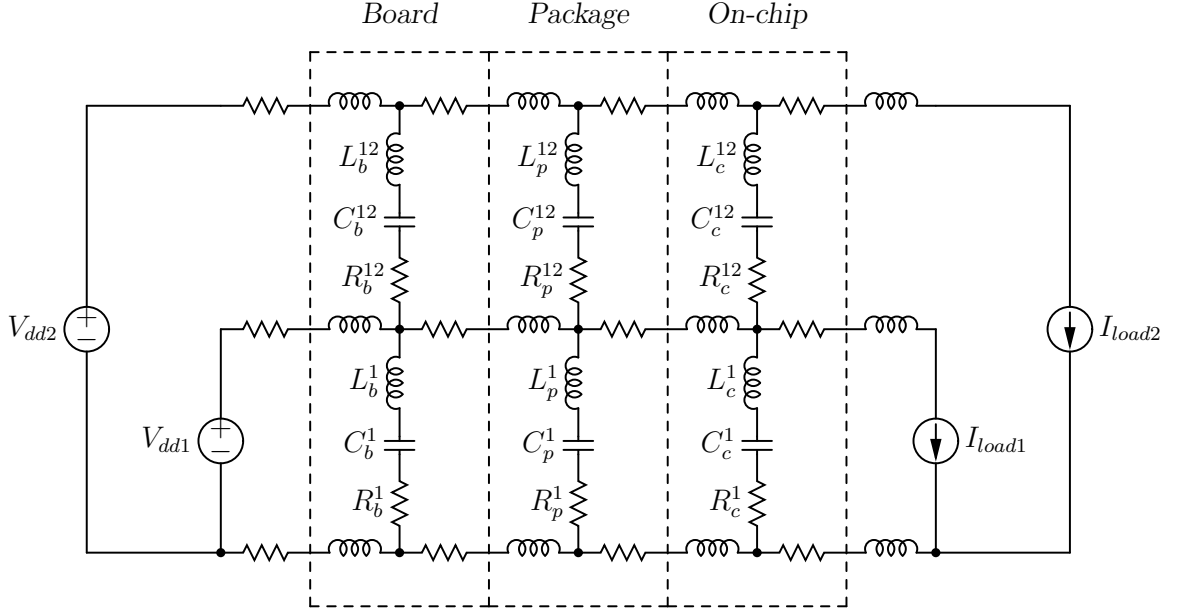 Board Package On-chip
L_b^{12} L_p^{12} L_c^{12}
C_b^{12} C_p^{12} C_c^{12}
R_b^{12} R_p^{12} R_c^{12}
V_{dd2} + − I_{load2}
L_b^1 L_p^1 L_c^1
V_{dd1} + − C_b^1 C_p^1 C_c^1 I_{load1}
R_b^1 R_p^1 R_c^1